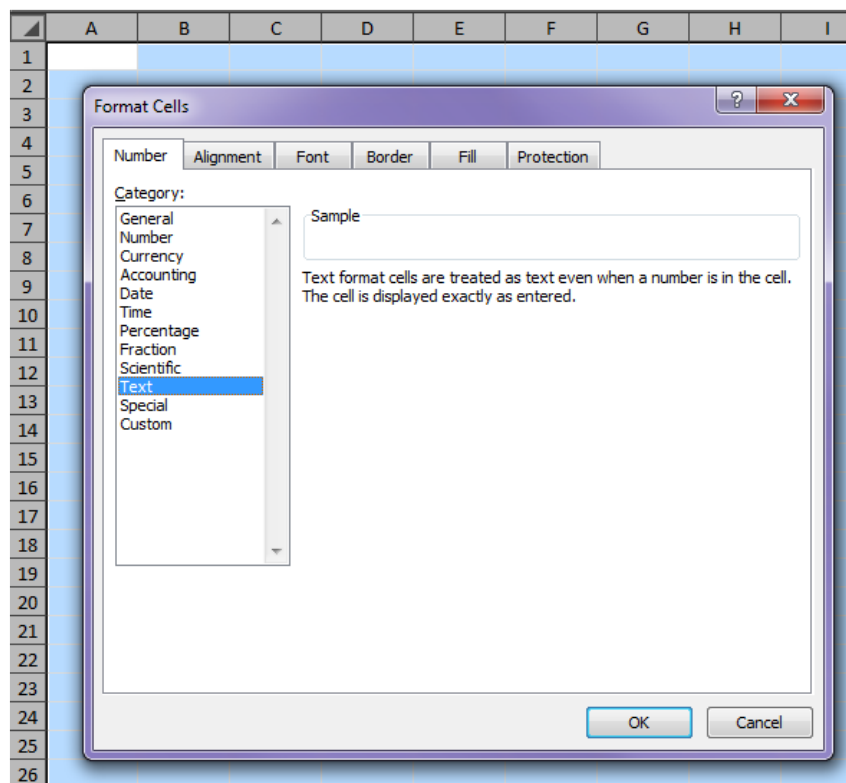 A B C D E F G H I
1
2
3
4
5
6
7
8
9
10
11
12
13
14
15
16
17
18
19
20
21
22
23
24
25
26
Format Cells
Number Alignment Font Border Fill Protection
Category:
General
Number
Currency
Accounting
Date
Time
Percentage
Fraction
Scientific
Text
Special
Custom
Sample
Text format cells are treated as text even when a number is in the cell.
The cell is displayed exactly as entered.
OK Cancel